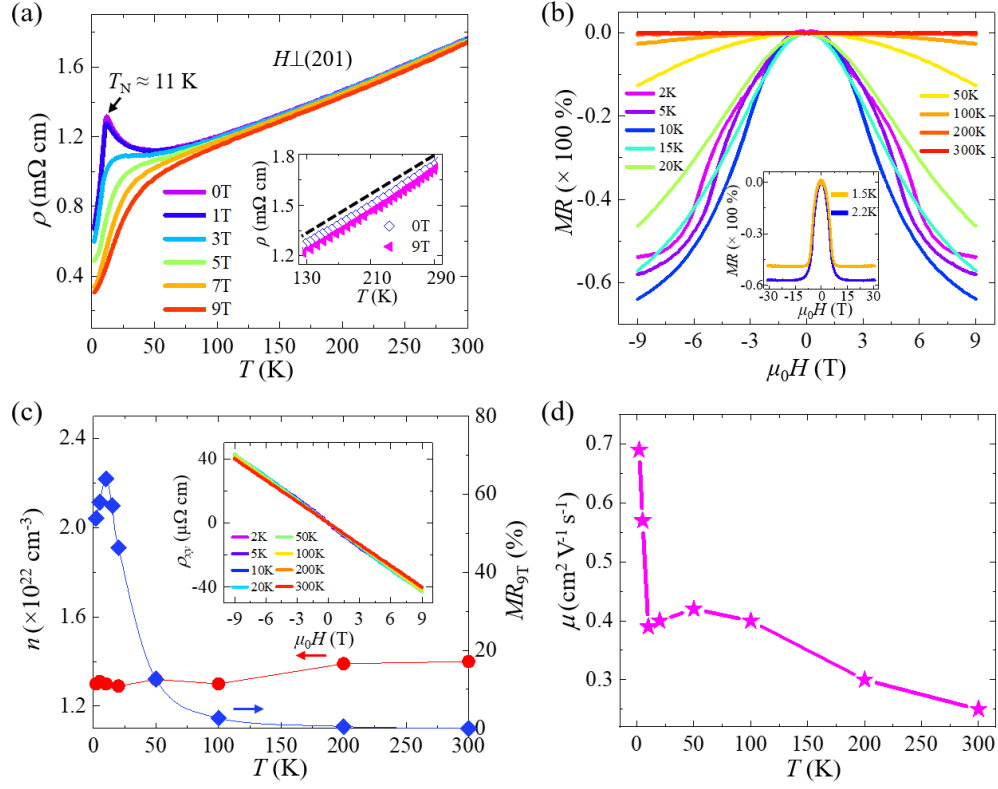 (a)
ρ (mΩ cm)
1.6
1.2
0.8
0.4
T_N ≈ 11 K
H⊥(201)
0T
1T
3T
5T
7T
9T
ρ (mΩ cm)
1.8
1.6
1.4
1.2
0T
9T
130 210 290
T (K)
0 50 100 150 200 250 300
T (K)
(b)
MR (× 100 %)
0.0
-0.2
-0.4
-0.6
2K
5K
10K
15K
20K
50K
100K
200K
300K
MR (× 100 %)
0.0
-0.3
-0.6
1.5K
2.2K
-30 -15 0 15 30
μ₀H (T)
-9 -6 -3 0 3 6 9
μ₀H (T)
(c)
n (×10²² cm⁻³)
2.4
2.0
1.6
1.2
ρxy (μΩ cm)
40
0
-40
2K 50K
5K 100K
10K 200K
20K 300K
-9 -6 -3 0 3 6 9
μ₀H (T)
80
60
40
20
0
MR_9T (%)
0 50 100 150 200 250 300
T (K)
(d)
μ (cm² V⁻¹ s⁻¹)
0.7
0.6
0.5
0.4
0.3
0 50 100 150 200 250 300
T (K)